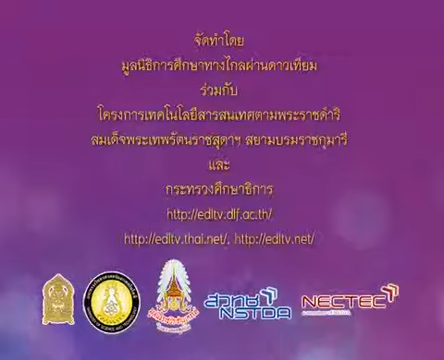 จัดทำโดย
มูลนิธิการศึกษาทางไกลผ่านดาวเทียม
ร่วมกับ
โครงการเทคโนโลยีสารสนเทศตามพระราชดำริ
สมเด็จพระเทพรัตนราชสุดาฯ สยามบรมราชกุมารี
และ
กระทรวงศึกษาธิการ
http://edltv.dlf.ac.th/
http://edltv.thai.net/, http://edltv.net/
สวทช NECTEC
NSTDA